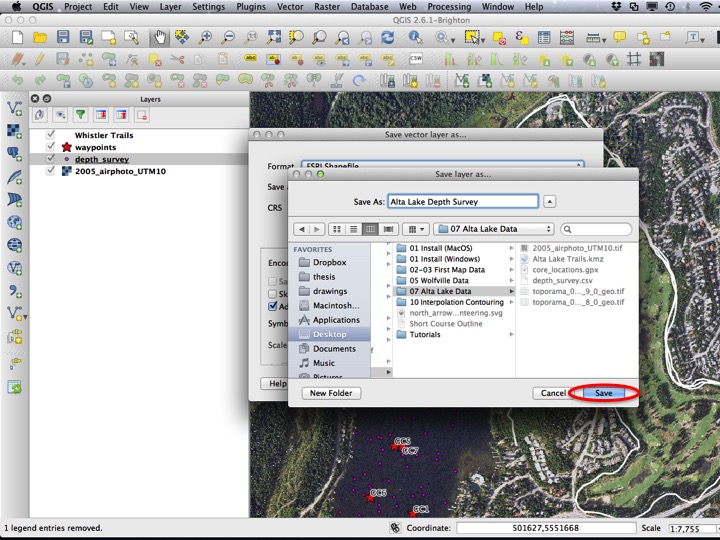 QGIS Project Edit View Layer Settings Plugins Vector Raster Database Web Processing Window Help
QGIS 2.6.1-Brighton
CSW
T
Layers
Whistler Trails
waypoints
depth_survey
2005_airphoto_UTM10
Save vector layer as...
Format ESRI Shapefile
Save a
CRS
Encod
Sa
Sk
Ad
Symb
Scale
Help
Save layer as...
Save As: Alta Lake Depth Survey
07 Alta Lake Data
FAVORITES
Dropbox
thesis
drawings
Macintosh...
Applications
Desktop
Documents
Music
Pictures
01 Install (MacOS)
01 Install (Windows)
02-03 First Map Data
05 Wolfville Data
07 Alta Lake Data
10 Interpolation Contouring
north_arrow...nteering.svg
Short Course Outline
Tutorials
2005_airphoto_UTM10.tif
Alta Lake Trails.kmz
core_locations.gpx
depth_survey.csv
toporama_0..._9_0_geo.tif
toporama_0..._8_0_geo.tif
New Folder Cancel Save
GC5
GC7
GC6
GC1
1 legend entries removed. Coordinate: 501627,5551668 Scale 1:7,755